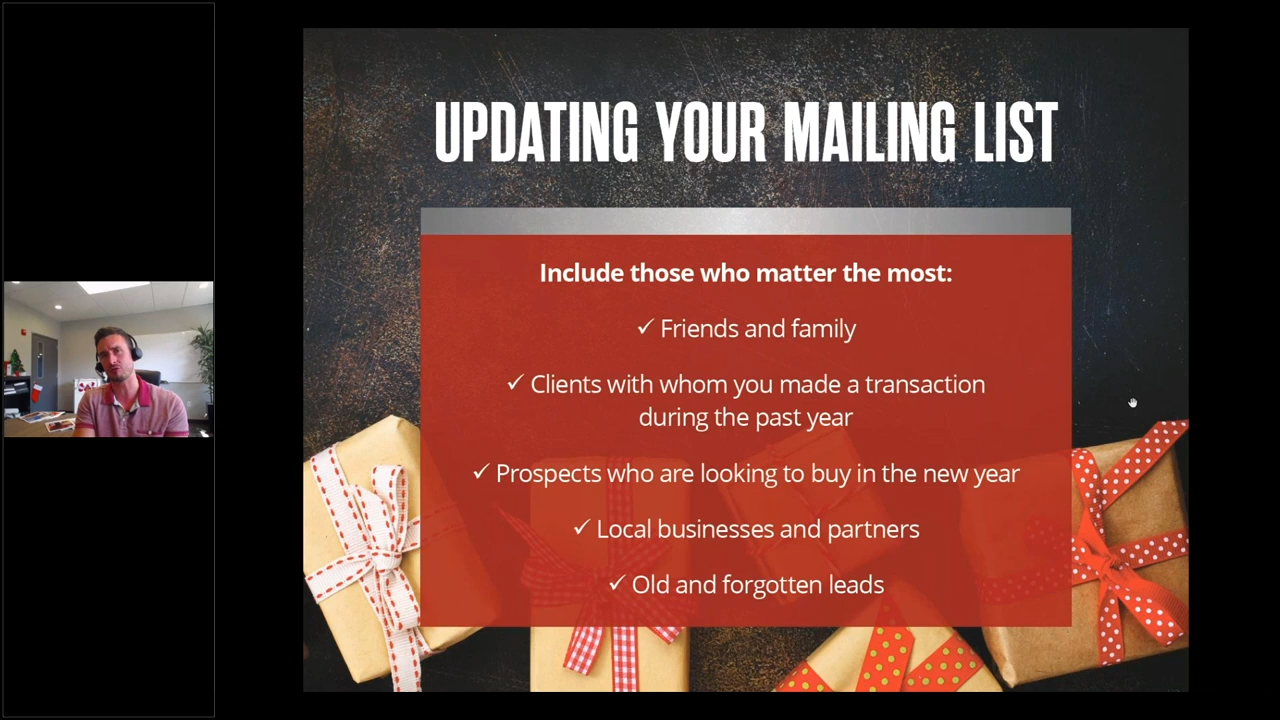 UPDATING YOUR MAILING LIST
Include those who matter the most:
✓ Friends and family
✓ Clients with whom you made a transaction
during the past year
✓ Prospects who are looking to buy in the new year
✓ Local businesses and partners
✓ Old and forgotten leads